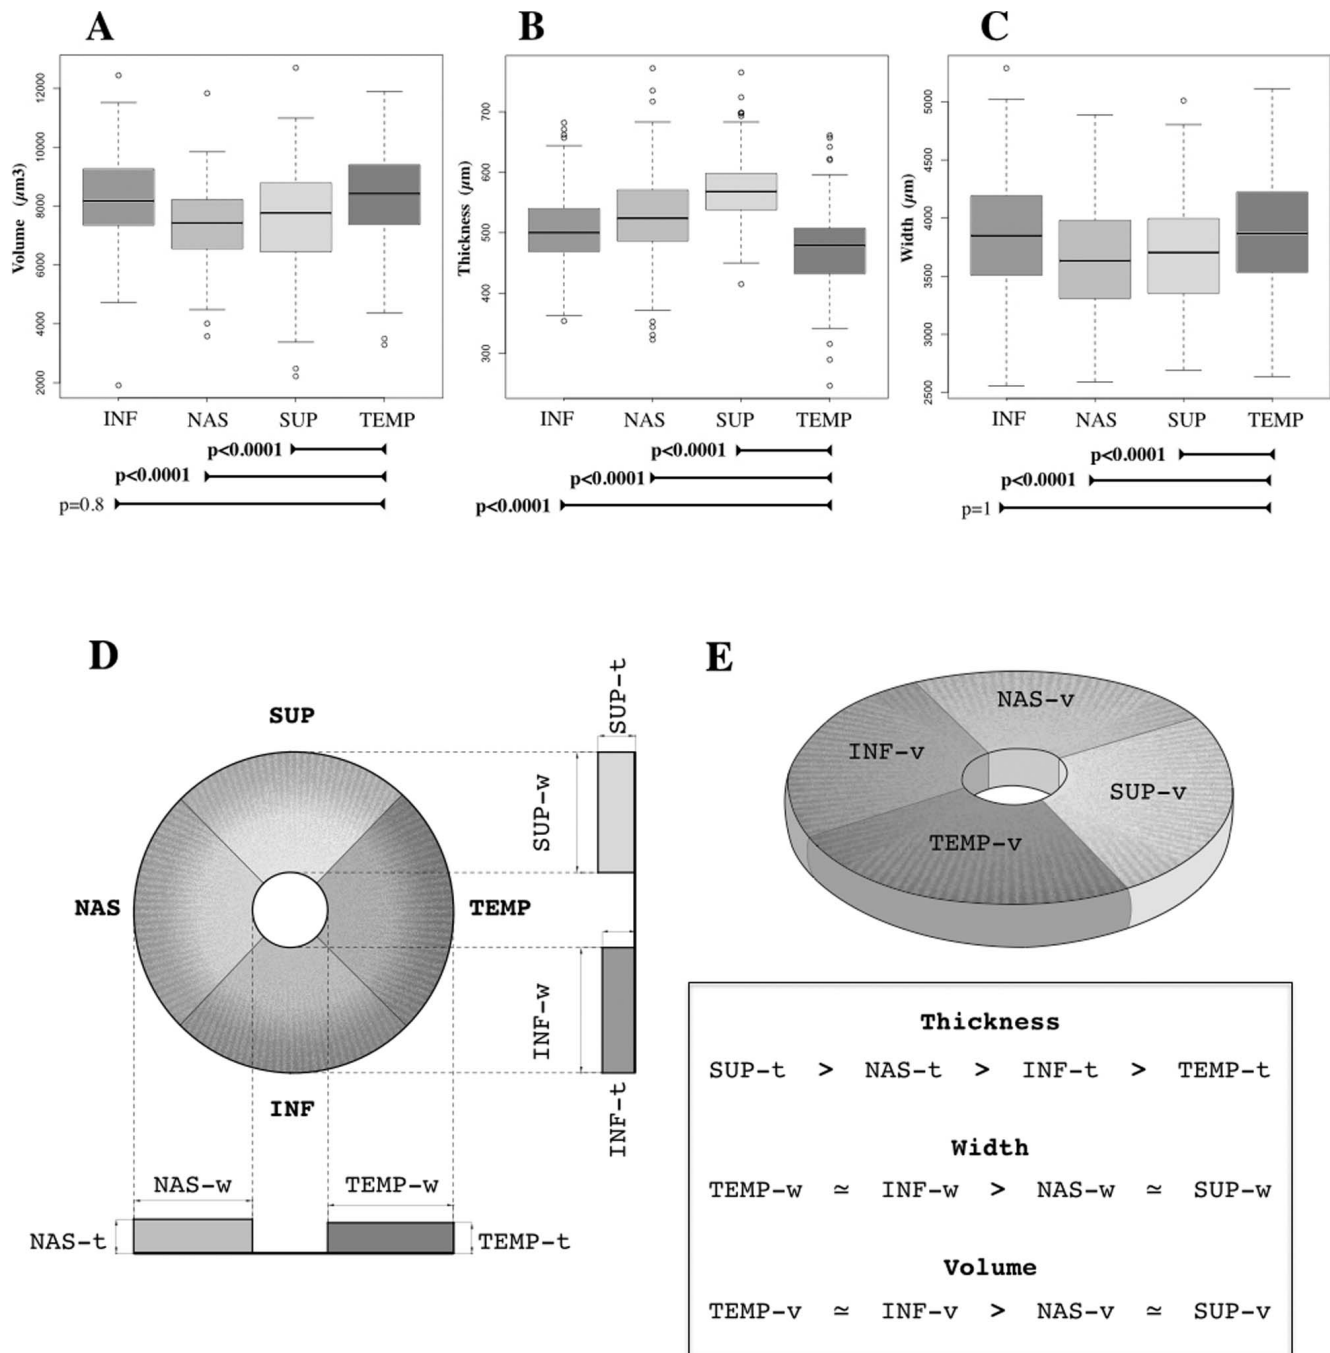 A
B
C
Volume (µm3)
12000
10000
8000
6000
4000
2000
INF NAS SUP TEMP
p<0.0001
p<0.0001
p=0.8
Thickness (µm)
700
600
500
400
300
INF NAS SUP TEMP
p<0.0001
p<0.0001
p<0.0001
Width (µm)
5000
4500
4000
3500
3000
2500
INF NAS SUP TEMP
p<0.0001
p<0.0001
p=1
D
SUP
NAS
TEMP
INF
SUP-t
SUP-w
INF-w
INF-t
NAS-w
TEMP-w
NAS-t
TEMP-t
E
NAS-v
INF-v
SUP-v
TEMP-v
Thickness
SUP-t > NAS-t > INF-t > TEMP-t
Width
TEMP-w ≃ INF-w > NAS-w ≃ SUP-w
Volume
TEMP-v ≃ INF-v > NAS-v ≃ SUP-v